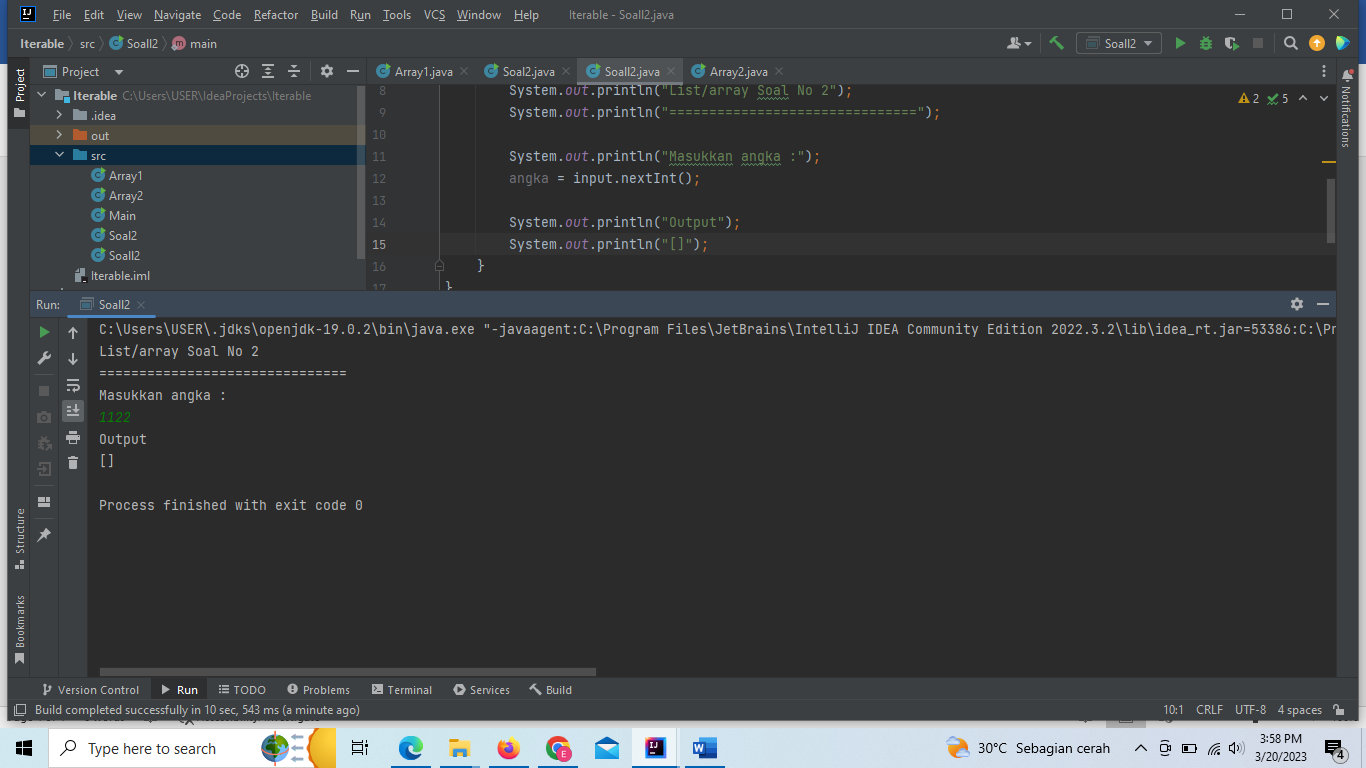 File Edit View Navigate Code Refactor Build Run Tools VCS Window Help Iterable - Soall2.java
Iterable src Soall2 main Soall2
Project Array1.java Soal2.java Soall2.java Array2.java
Iterable C:\Users\USER\IdeaProjects\Iterable
.idea
out
src
Array1
Array2
Main
Soal2
Soall2
Iterable.iml
8 System.out.println("List/array Soal No 2");
9 System.out.println("===============================");
10
11 System.out.println("Masukkan angka :");
12 angka = input.nextInt();
13
14 System.out.println("Output");
15 System.out.println("[]");
16 }
17 }
2 5
Project
Notifications
Run: Soall2
C:\Users\USER\.jdks\openjdk-19.0.2\bin\java.exe "-javaagent:C:\Program Files\JetBrains\IntelliJ IDEA Community Edition 2022.3.2\lib\idea_rt.jar=53386:C:\Pr
List/array Soal No 2
===============================
Masukkan angka :
1122
Output
[]
Process finished with exit code 0
Structure
Bookmarks
Version Control Run TODO Problems Terminal Services Build
Build completed successfully in 10 sec, 543 ms (a minute ago) 10:1 CRLF UTF-8 4 spaces
Type here to search 30°C Sebagian cerah 3:58 PM
3/20/2023
4